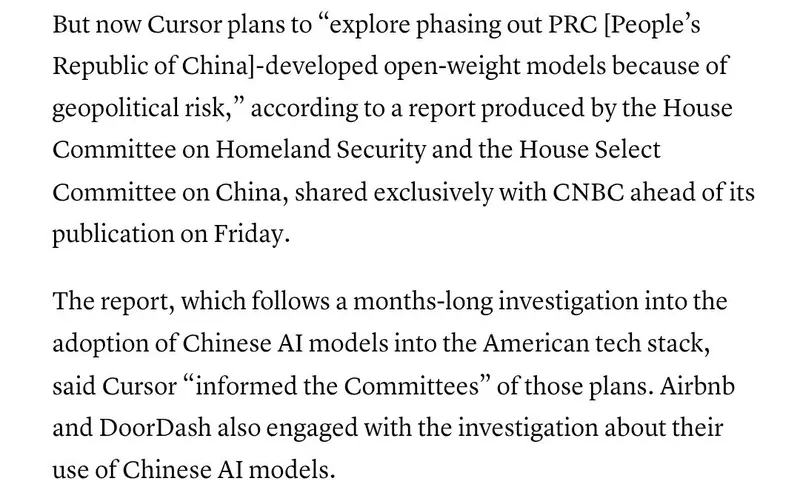 But now Cursor plans to “explore phasing out PRC [People’s
Republic of China]-developed open-weight models because of
geopolitical risk,” according to a report produced by the House
Committee on Homeland Security and the House Select
Committee on China, shared exclusively with CNBC ahead of its
publication on Friday.
The report, which follows a months-long investigation into the
adoption of Chinese AI models into the American tech stack,
said Cursor “informed the Committees” of those plans. Airbnb
and DoorDash also engaged with the investigation about their
use of Chinese AI models.